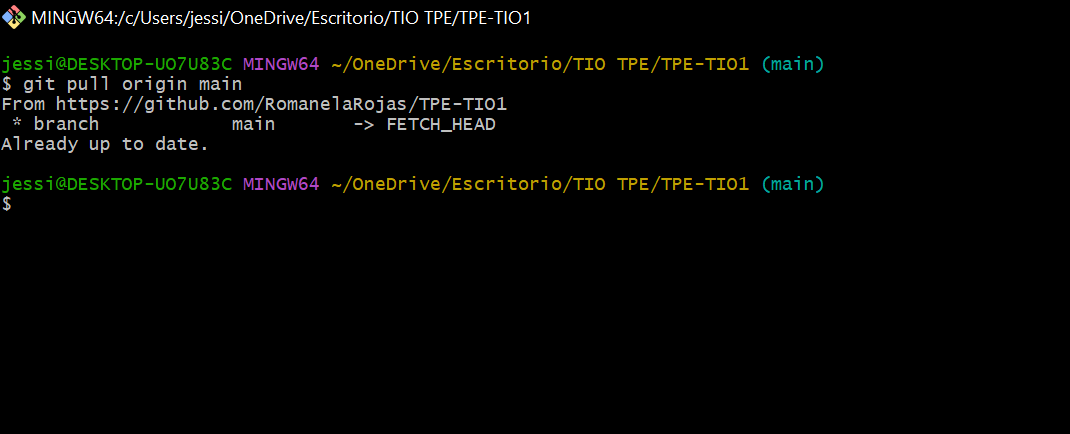 MINGW64:/c/Users/jessi/OneDrive/Escritorio/TIO TPE/TPE-TIO1
jessi@DESKTOP-UO7U83C MINGW64 ~/OneDrive/Escritorio/TIO TPE/TPE-TIO1 (main)
$ git pull origin main
From https://github.com/RomanelaRojas/TPE-TIO1
 * branch            main       -> FETCH_HEAD
Already up to date.
jessi@DESKTOP-UO7U83C MINGW64 ~/OneDrive/Escritorio/TIO TPE/TPE-TIO1 (main)
$